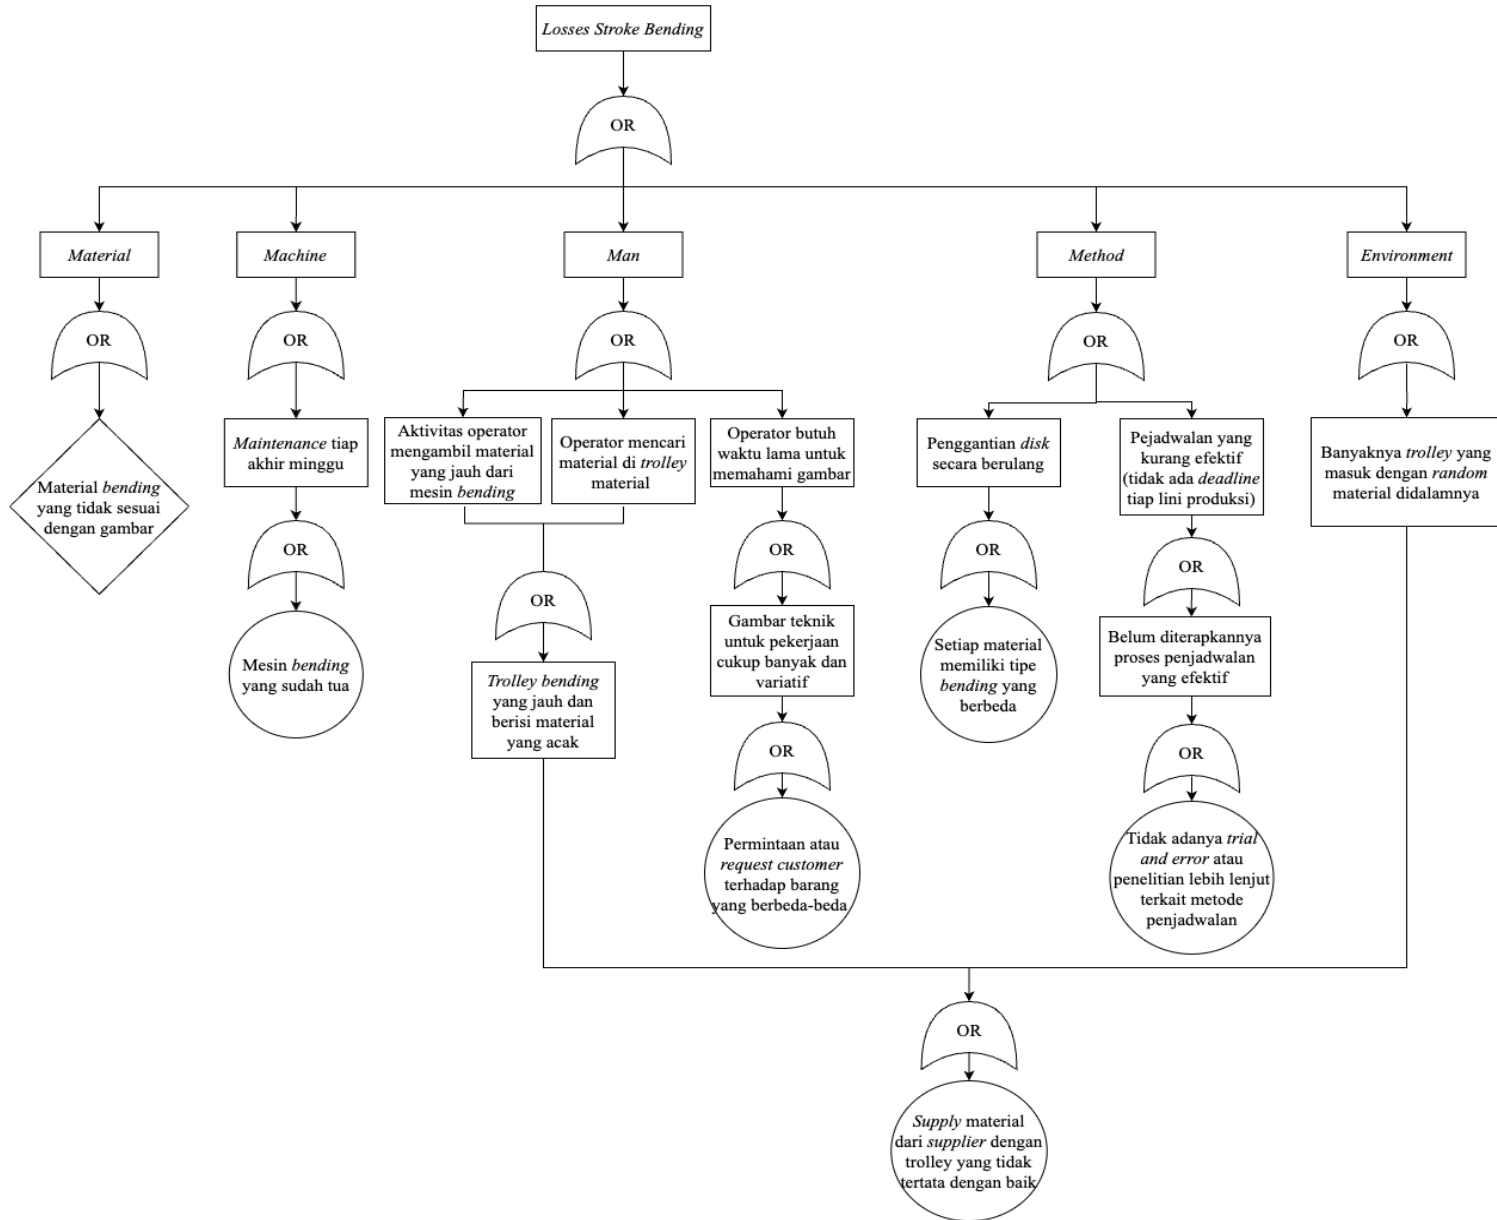 Losses Stroke Bending
OR
Material
Machine
Man
Method
Environment
OR
OR
OR
OR
OR
Material bending
yang tidak sesuai
dengan gambar
Maintenance tiap
akhir minggu
OR
Mesin bending
yang sudah tua
Aktivitas operator
mengambil material
yang jauh dari
mesin bending
Operator mencari
material di trolley
material
OR
Trolley bending
yang jauh dan
berisi material
yang acak
Operator butuh
waktu lama untuk
memahami gambar
OR
Gambar teknik
untuk pekerjaan
cukup banyak dan
variatif
OR
Permintaan atau
request customer
terhadap barang
yang berbeda-beda
Penggantian disk
secara berulang
OR
Setiap material
memiliki tipe
bending yang
berbeda
Pejadwalan yang
kurang efektif
(tidak ada deadline
tiap lini produksi)
OR
Belum diterapkannya
proses penjadwalan
yang efektif
OR
Tidak adanya trial
and error atau
penelitian lebih lenjut
terkait metode
penjadwalan
Banyaknya trolley yang
masuk dengan random
material didalamnya
OR
Supply material
dari supplier dengan
trolley yang tidak
tertata dengan baik